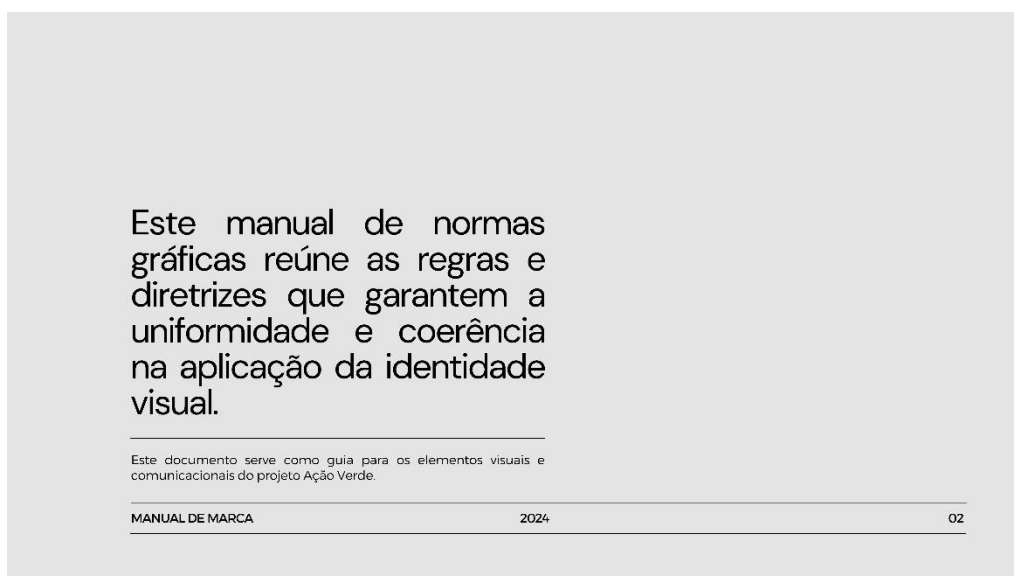 Este manual de normas
gráficas reúne as regras e
diretrizes que garantem a
uniformidade e coerência
na aplicação da identidade
visual.
Este documento serve como guia para os elementos visuais e
comunicacionais do projeto Ação Verde.
MANUAL DE MARCA 2024 02